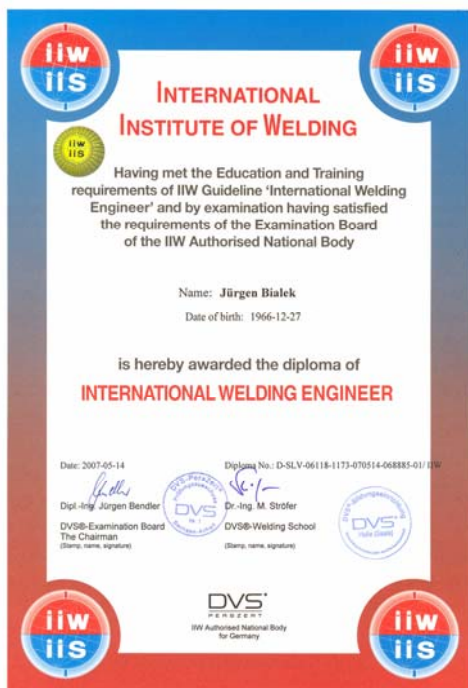 iiw
iis
iiw
iis
INTERNATIONAL
INSTITUTE OF WELDING
iiw
iis
Having met the Education and Training
requirements of IIW Guideline 'International Welding
Engineer' and by examination having satisfied
the requirements of the Examination Board
of the IIW Authorised National Body
Name: Jürgen Bialek
Date of birth: 1966-12-27
is hereby awarded the diploma of
INTERNATIONAL WELDING ENGINEER
Date: 2007-05-14 Diploma No.: D-SLV-06118-1173-070514-068885-01/ IIW
Dipl.-Ing. Jürgen Bendler Dr.-Ing. M. Ströfer
DVS®-Examination Board DVS®-Welding School
The Chairman
(Stamp, name, signature) (Stamp, name, signature)
DVS-PersZert
DVS
DVS
DVS
PERSZERT
IIW Authorised National Body
for Germany
iiw
iis
iiw
iis